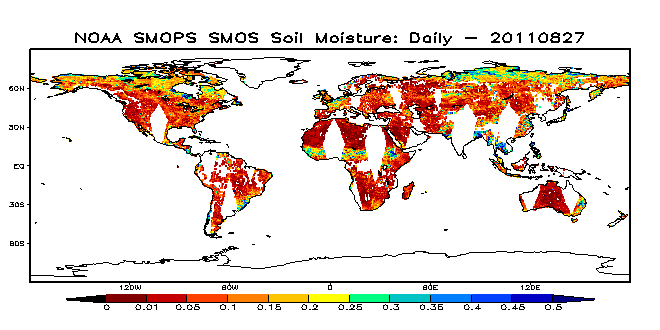 NOAA SMOPS SMOS Soil Moisture: Daily - 20110827
60N
30N
EQ
30S
60S
120W 60W 0 60E 120E
0 0.01 0.05 0.1 0.15 0.2 0.25 0.3 0.35 0.4 0.45 0.5